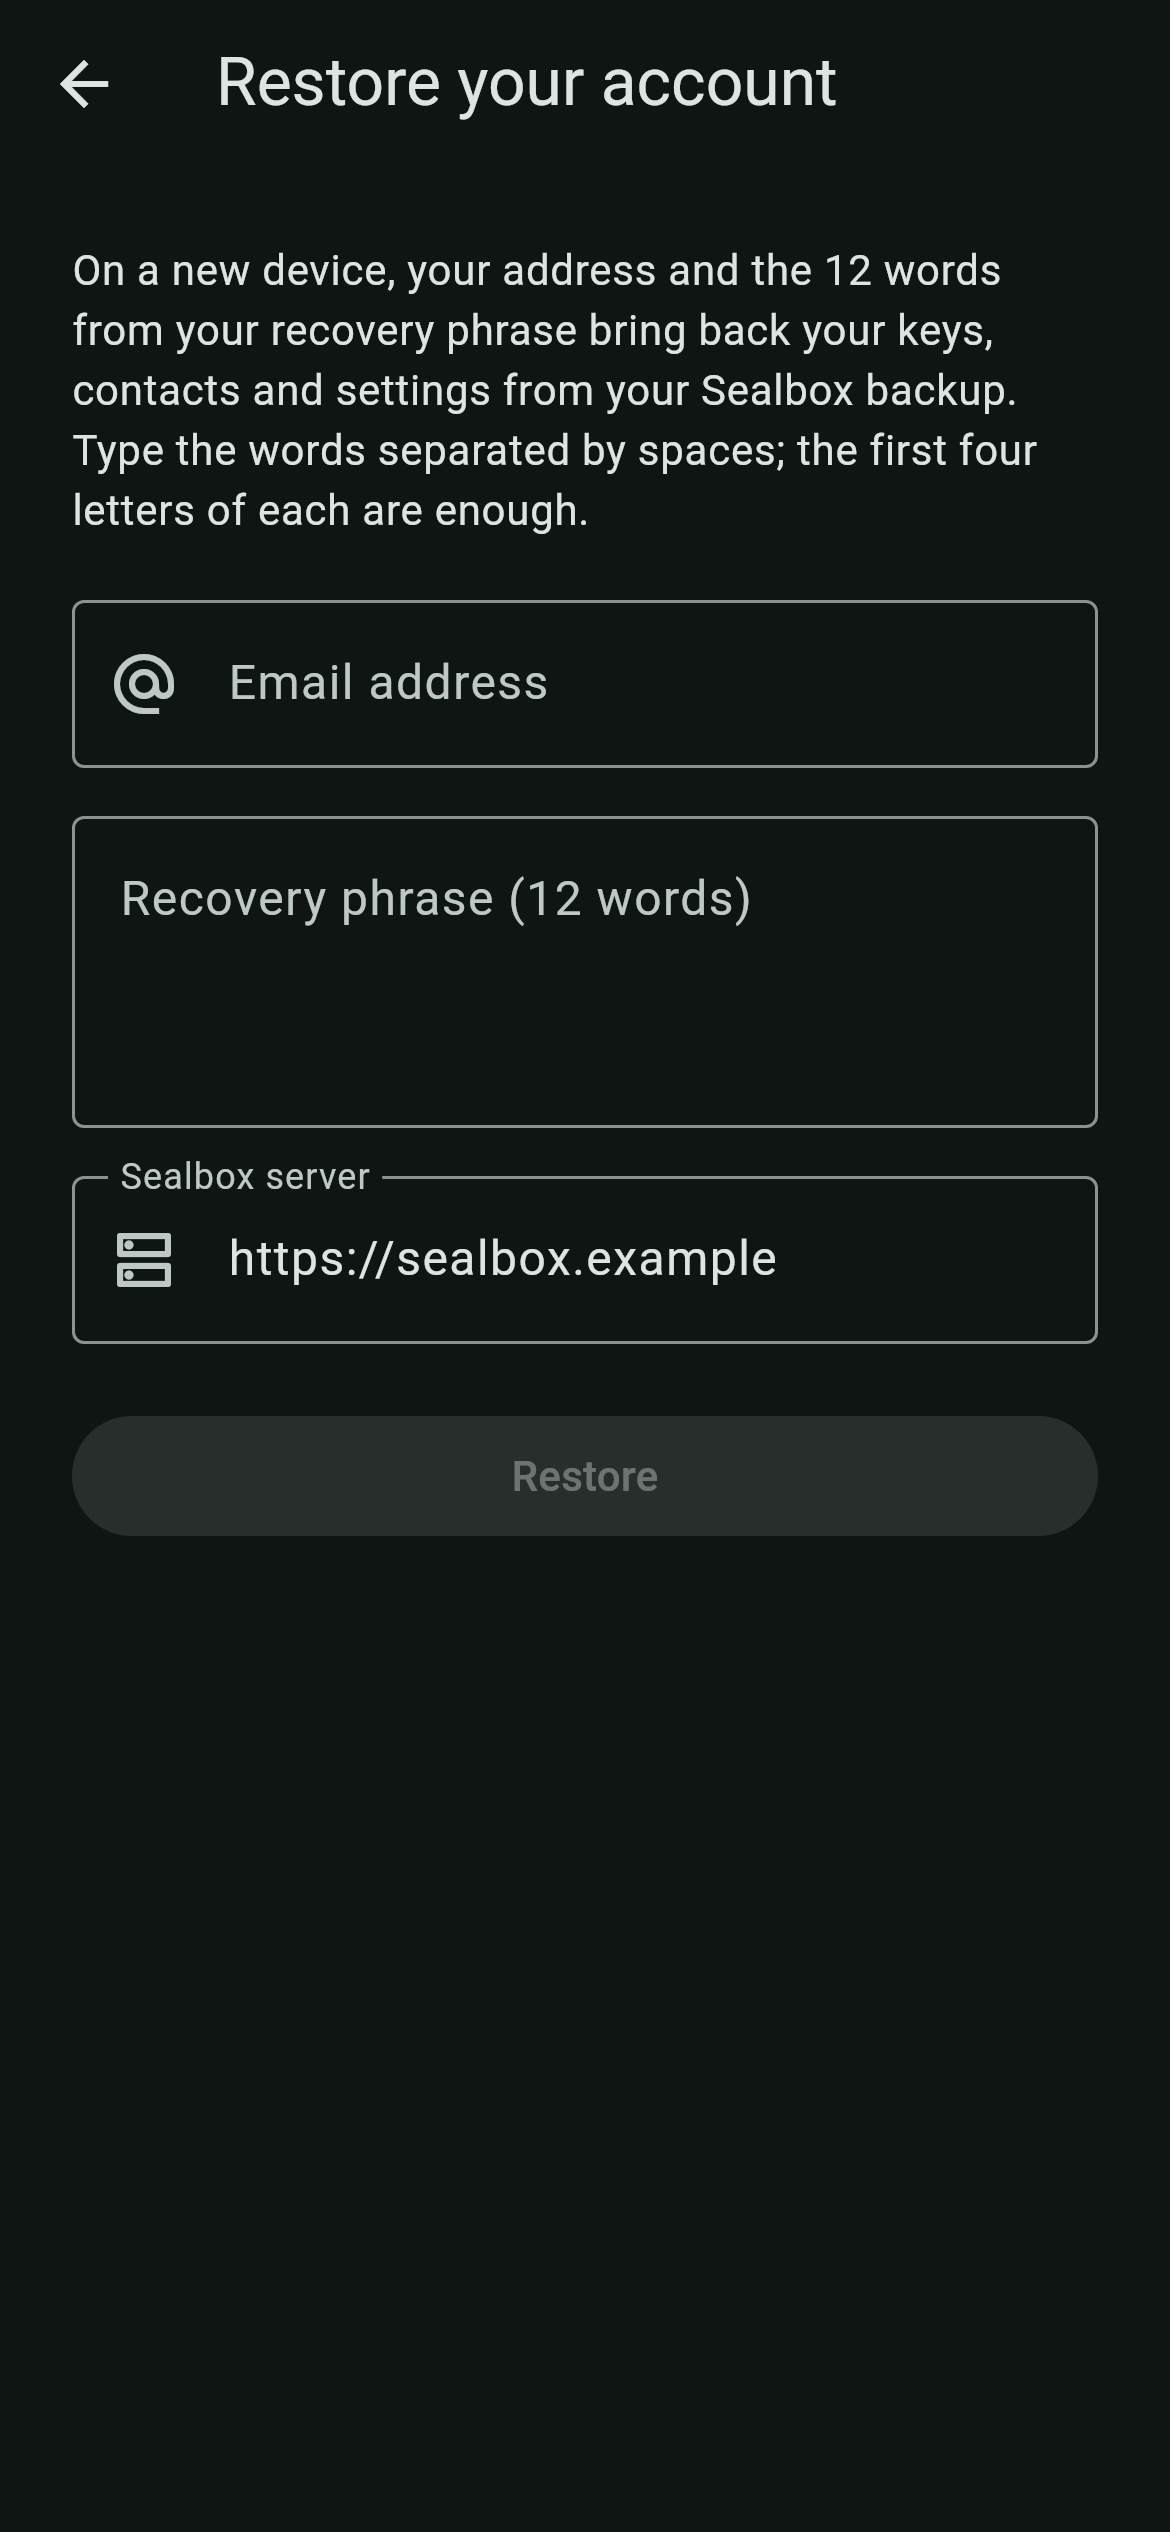 Restore your account
On a new device, your address and the 12 words
from your recovery phrase bring back your keys,
contacts and settings from your Sealbox backup.
Type the words separated by spaces; the first four
letters of each are enough.
Email address
Recovery phrase (12 words)
Sealbox server
https://sealbox.example
Restore